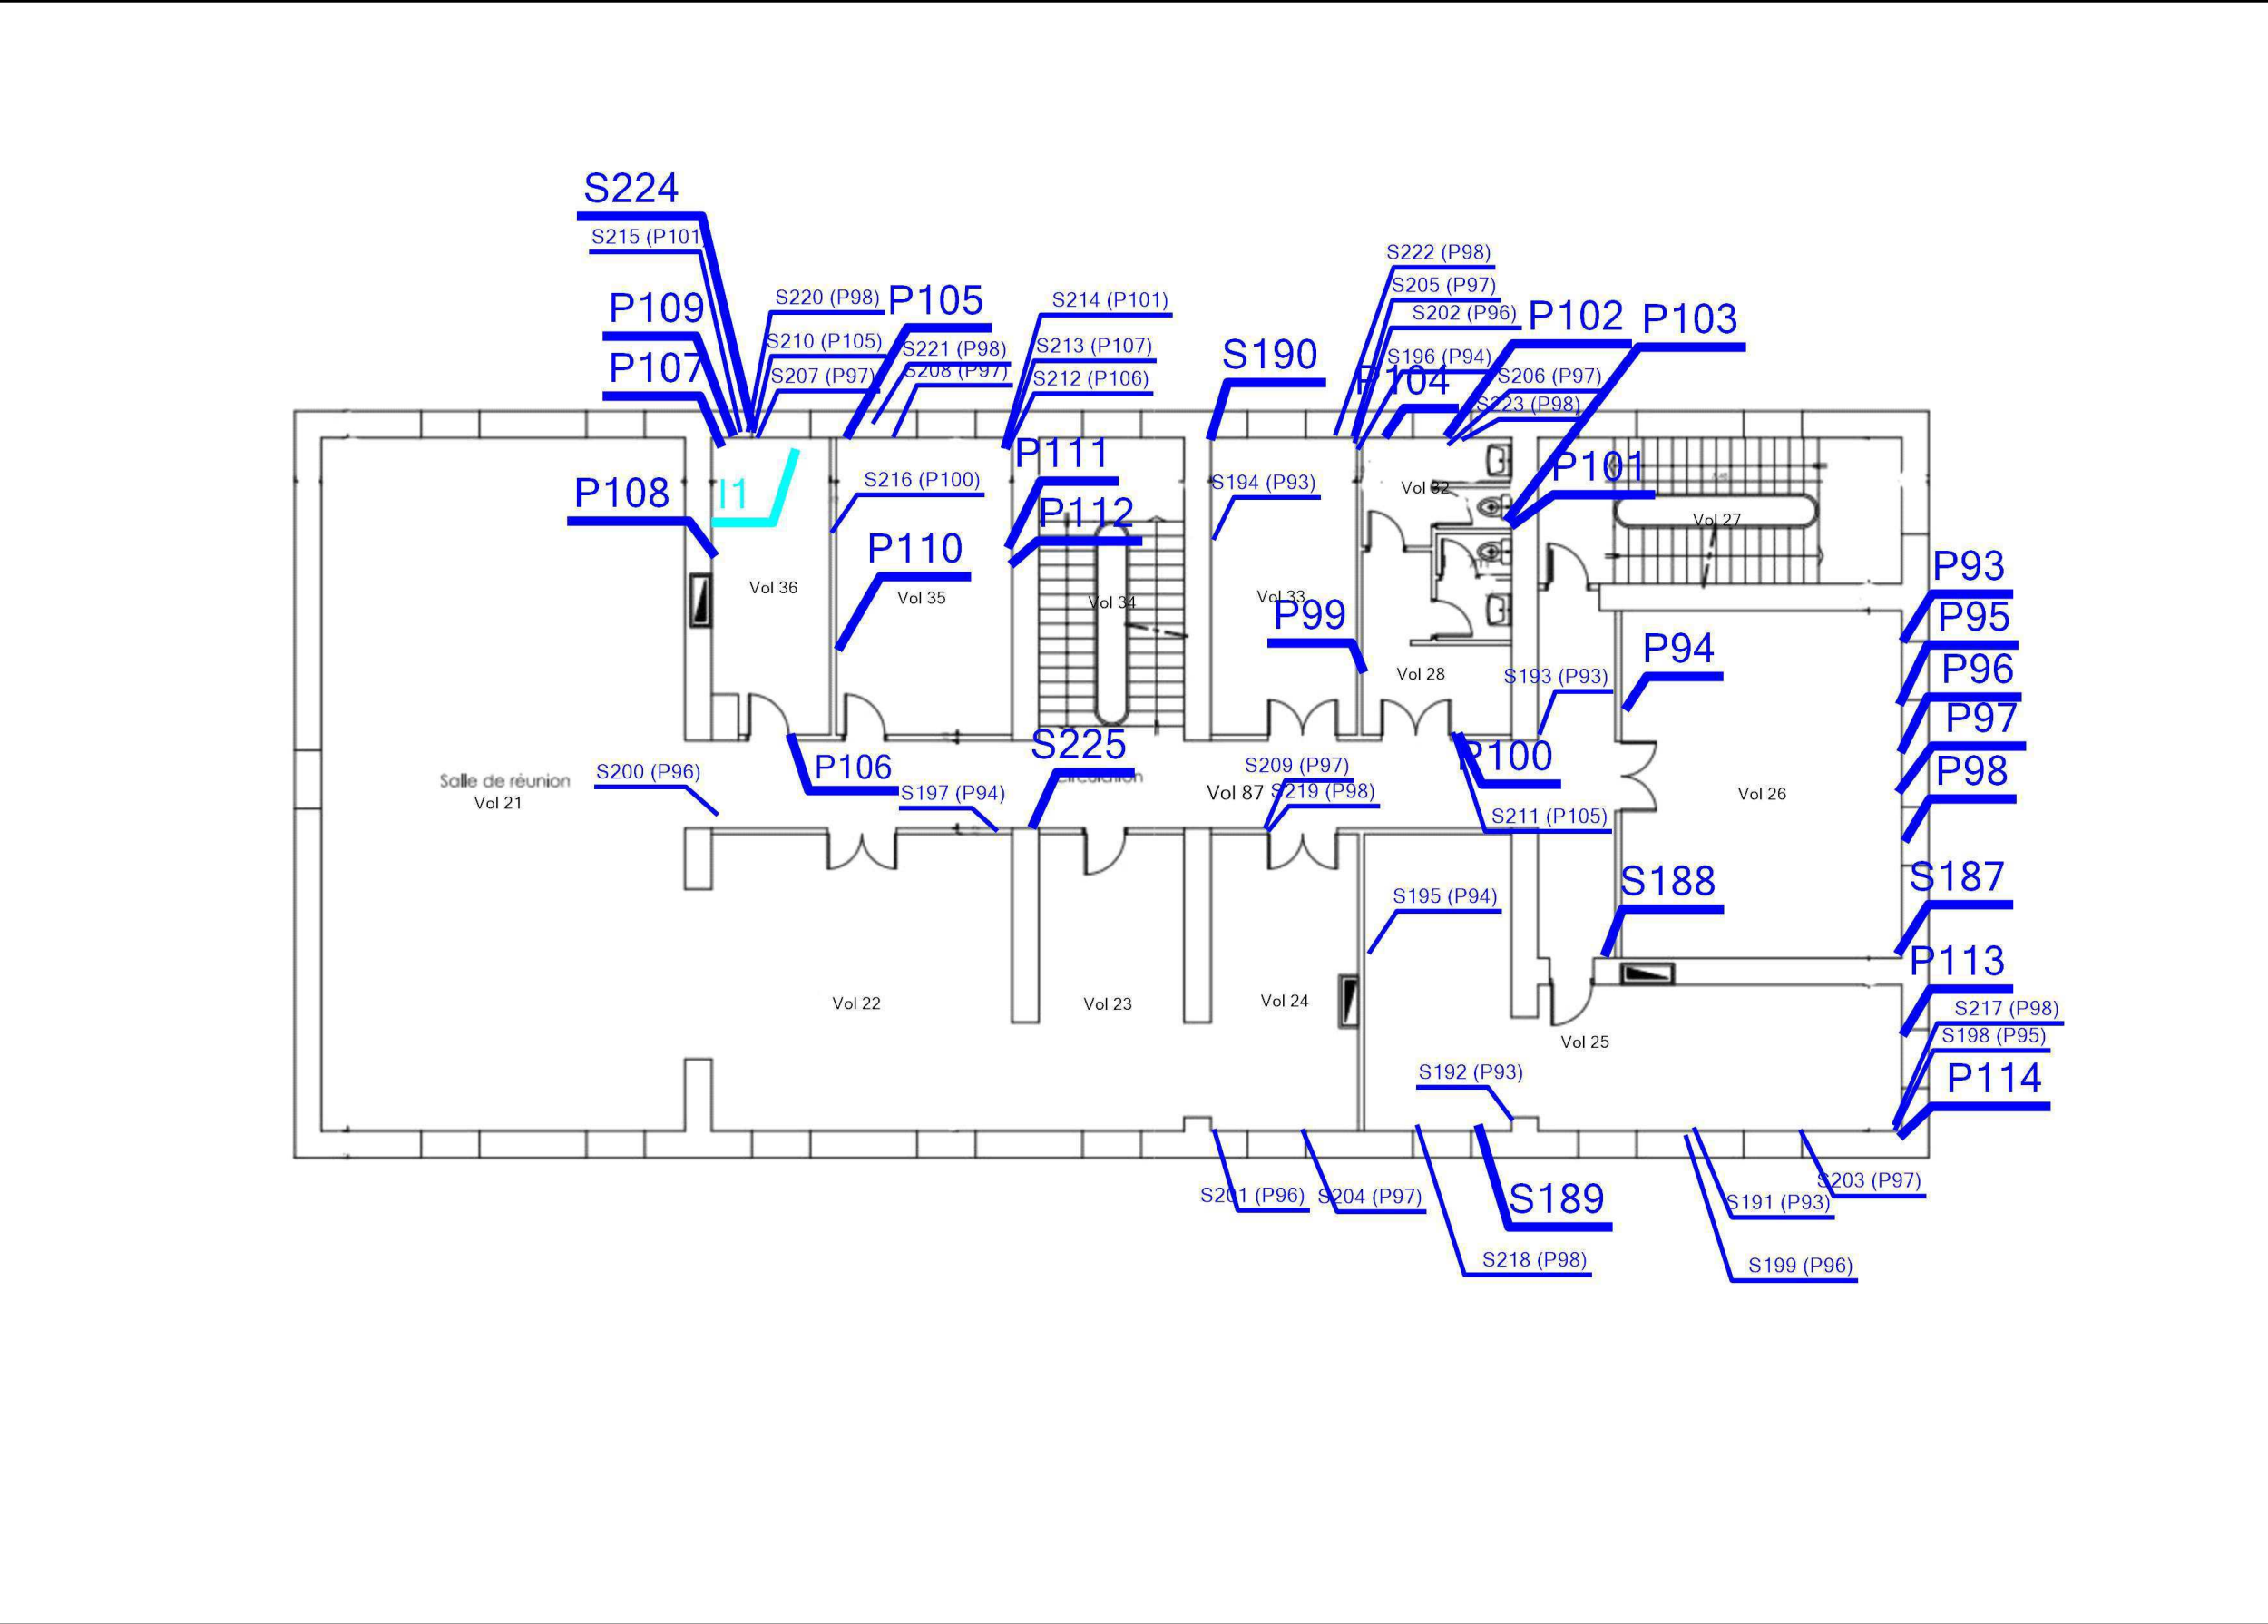 S224
S215 (P101
S222 (P98)
S205 (P97)
P109
S220 (P98)
P105
S214 (P101)
S202 (P96)
P102
P103
S210 (P105)
S221 (P98)
S213 (P107)
S190
S196 (P94)
P107
S207 (P97)
S208 (P97)
S212 (P106)
P104
S206 (P97)
S223 (P98)
P111
P101
P108
I1
S216 (P100)
S194 (P93)
Vol 32
P112
Vol 27
P110
P93
Vol 36
Vol 35
Vol 34
Vol 33
P99
P95
P94
P96
Vol 28
S193 (P93)
P97
S225
P100
P98
Salle de réunion
S200 (P96)
P106
Circulation
S209 (P97)
Vol 21
S197 (P94)
Vol 87
S219 (P98)
Vol 26
S211 (P105)
S187
S188
S195 (P94)
P113
Vol 22
Vol 23
Vol 24
S217 (P98)
Vol 25
S198 (P95)
S192 (P93)
P114
S203 (P97)
S201 (P96)
S204 (P97)
S189
S191 (P93)
S218 (P98)
S199 (P96)